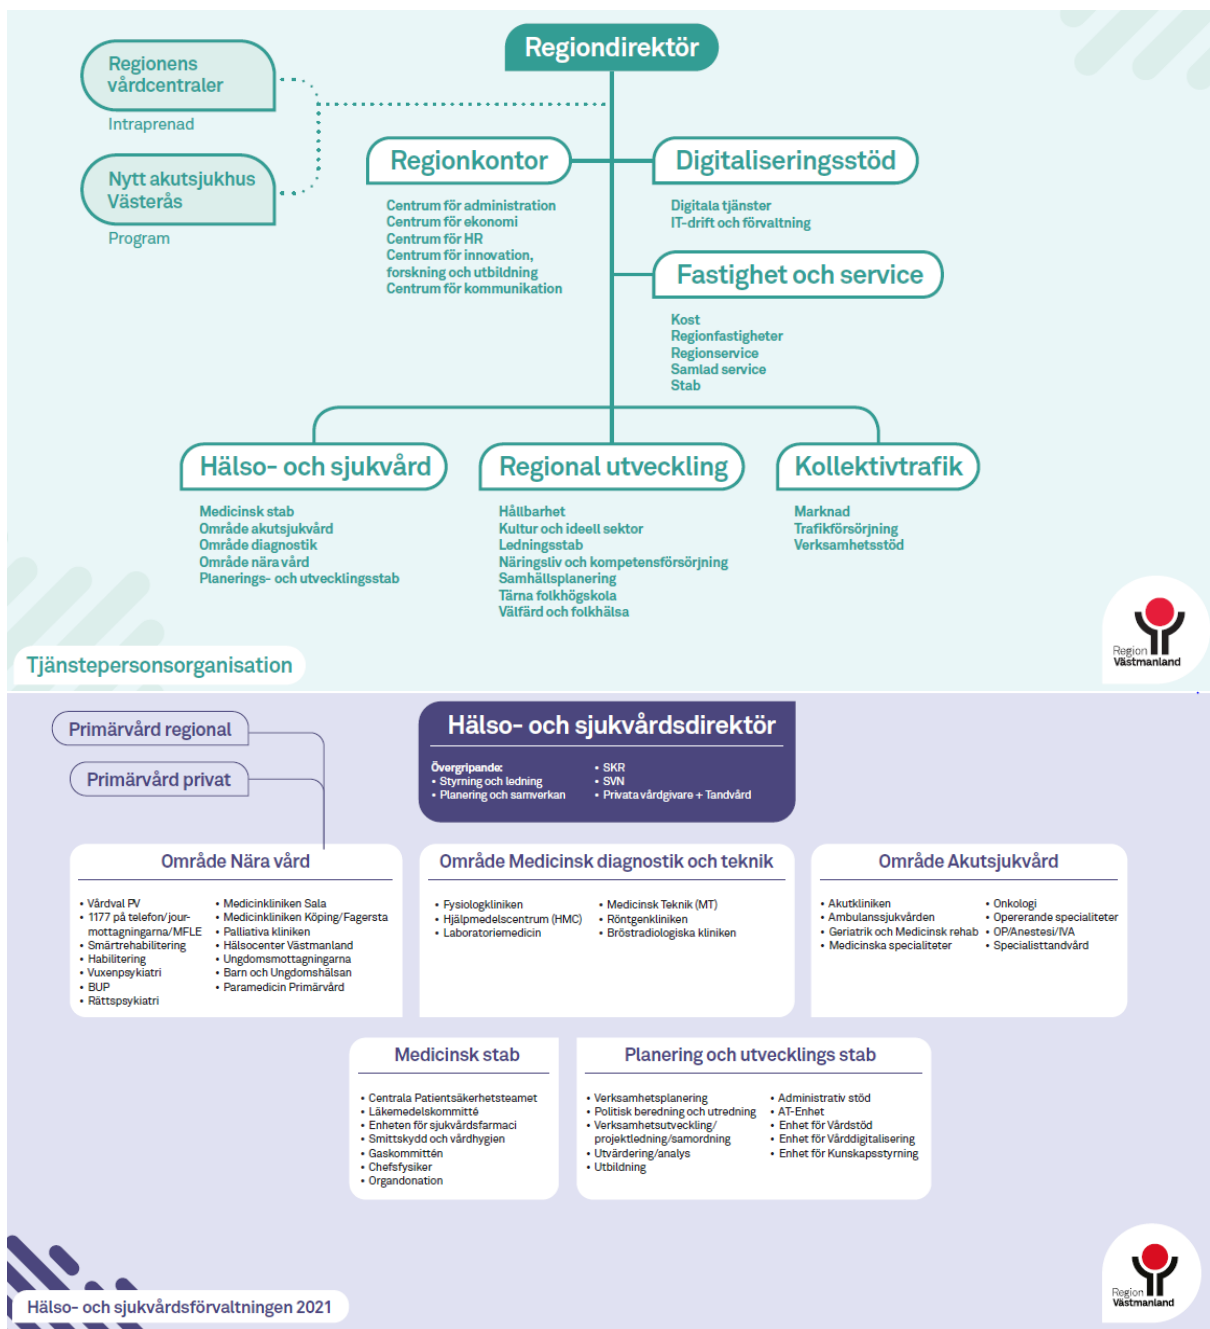 Regiondirektör
Regionens
vårdcentraler
Intraprenad
Nytt akutsjukhus
Västerås
Program
Regionkontor
Centrum för administration
Centrum för ekonomi
Centrum för HR
Centrum för innovation,
forskning och utbildning
Centrum för kommunikation
Digitaliseringsstöd
Digitala tjänster
IT-drift och förvaltning
Fastighet och service
Kost
Regionfastigheter
Regionservice
Samlad service
Stab
Hälso- och sjukvård
Medicinsk stab
Område akutsjukvård
Område diagnostik
Område nära vård
Planerings- och utvecklingsstab
Regional utveckling
Hållbarhet
Kultur och ideell sektor
Ledningsstab
Näringsliv och kompetensförsörjning
Samhällsplanering
Tärna folkhögskola
Välfärd och folkhälsa
Kollektivtrafik
Marknad
Trafikförsörjning
Verksamhetsstöd
Tjänstepersonsorganisation
Region
Västmanland
Primärvård regional
Primärvård privat
Hälso- och sjukvårdsdirektör
Övergripande:
• Styrning och ledning
• Planering och samverkan
• SKR
• SVN
• Privata vårdgivare + Tandvård
Område Nära vård
• Vårdval PV
• 1177 på telefon/jour-
mottagningarna/MFLE
• Smärtrehabilitering
• Habilitering
• Vuxenpsykiatri
• BUP
• Rättspsykiatri
• Medicinkliniken Sala
• Medicinkliniken Köping/Fagersta
• Palliativa kliniken
• Hälsocenter Västmanland
• Ungdomsmottagningarna
• Barn och Ungdomshälsan
• Paramedicin Primärvård
Område Medicinsk diagnostik och teknik
• Fysiologkliniken
• Hjälpmedelscentrum (HMC)
• Laboratoriemedicin
• Medicinsk Teknik (MT)
• Röntgenkliniken
• Bröstradiologiska kliniken
Område Akutsjukvård
• Akutkliniken
• Ambulanssjukvården
• Geriatrik och Medicinsk rehab
• Medicinska specialiteter
• Onkologi
• Opererande specialiteter
• OP/Anestesi/IVA
• Specialisttandvård
Medicinsk stab
• Centrala Patientsäkerhetsteamet
• Läkemedelskommitté
• Enheten för sjukvårdsfarmaci
• Smittskydd och vårdhygien
• Gaskommittén
• Chefsfysiker
• Organdonation
Planering och utvecklings stab
• Verksamhetsplanering
• Politisk beredning och utredning
• Verksamhetsutveckling/
projektledning/samordning
• Utvärdering/analys
• Utbildning
• Administrativ stöd
• AT-Enhet
• Enhet för Vårdstöd
• Enhet för Vårddigitalisering
• Enhet för Kunskapsstyrning
Hälso- och sjukvårdsförvaltningen 2021
Region
Västmanland